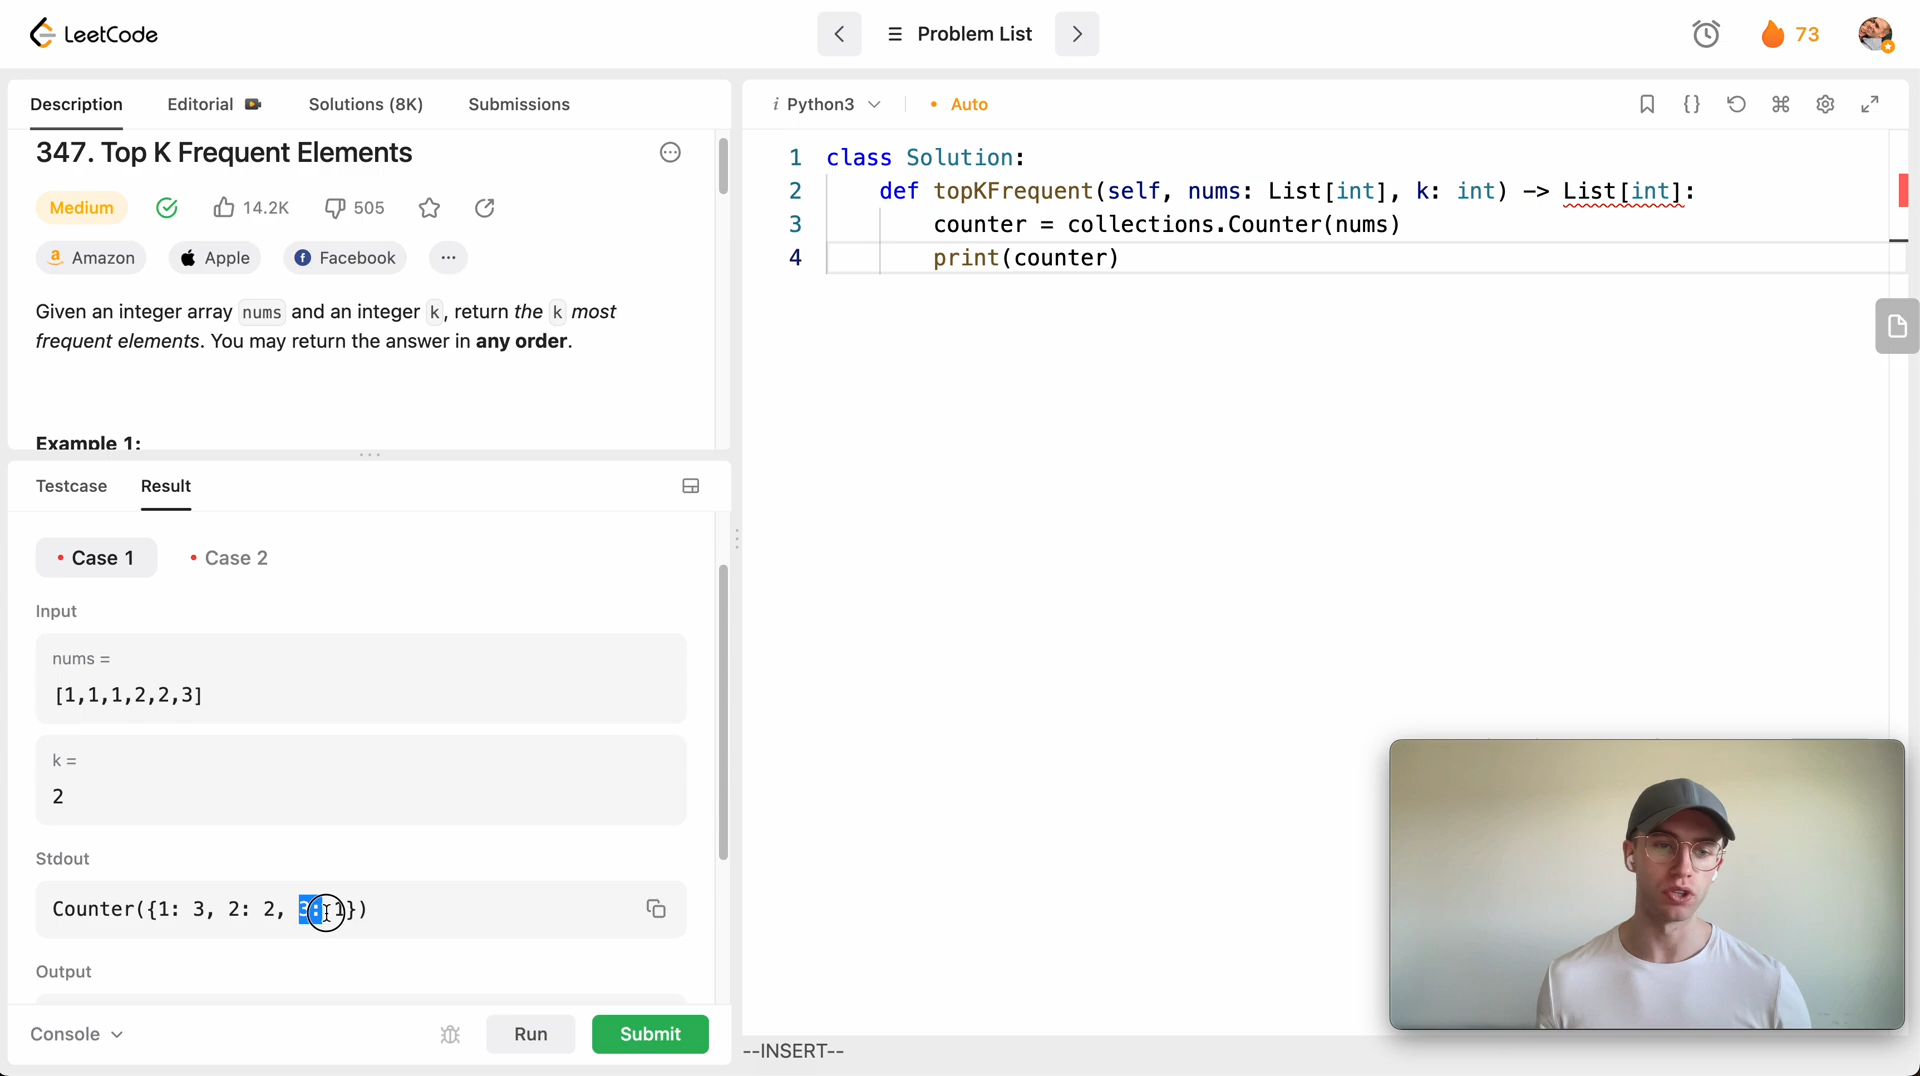 LeetCode
Problem List
73
Description
Editorial
Solutions (8K)
Submissions
347. Top K Frequent Elements
Medium
14.2K
505
Amazon
Apple
Facebook
Given an integer array nums and an integer k, return the k most
frequent elements. You may return the answer in any order.
Example 1:
Testcase
Result
Case 1
Case 2
Input
nums =
[1,1,1,2,2,3]
k =
2
Stdout
Counter({1: 3, 2: 2, 3: 1})
Output
Console
Run
Submit
i Python3
Auto
1 class Solution:
2 def topKFrequent(self, nums: List[int], k: int) -> List[int]:
3 counter = collections.Counter(nums)
4 print(counter)
--INSERT--